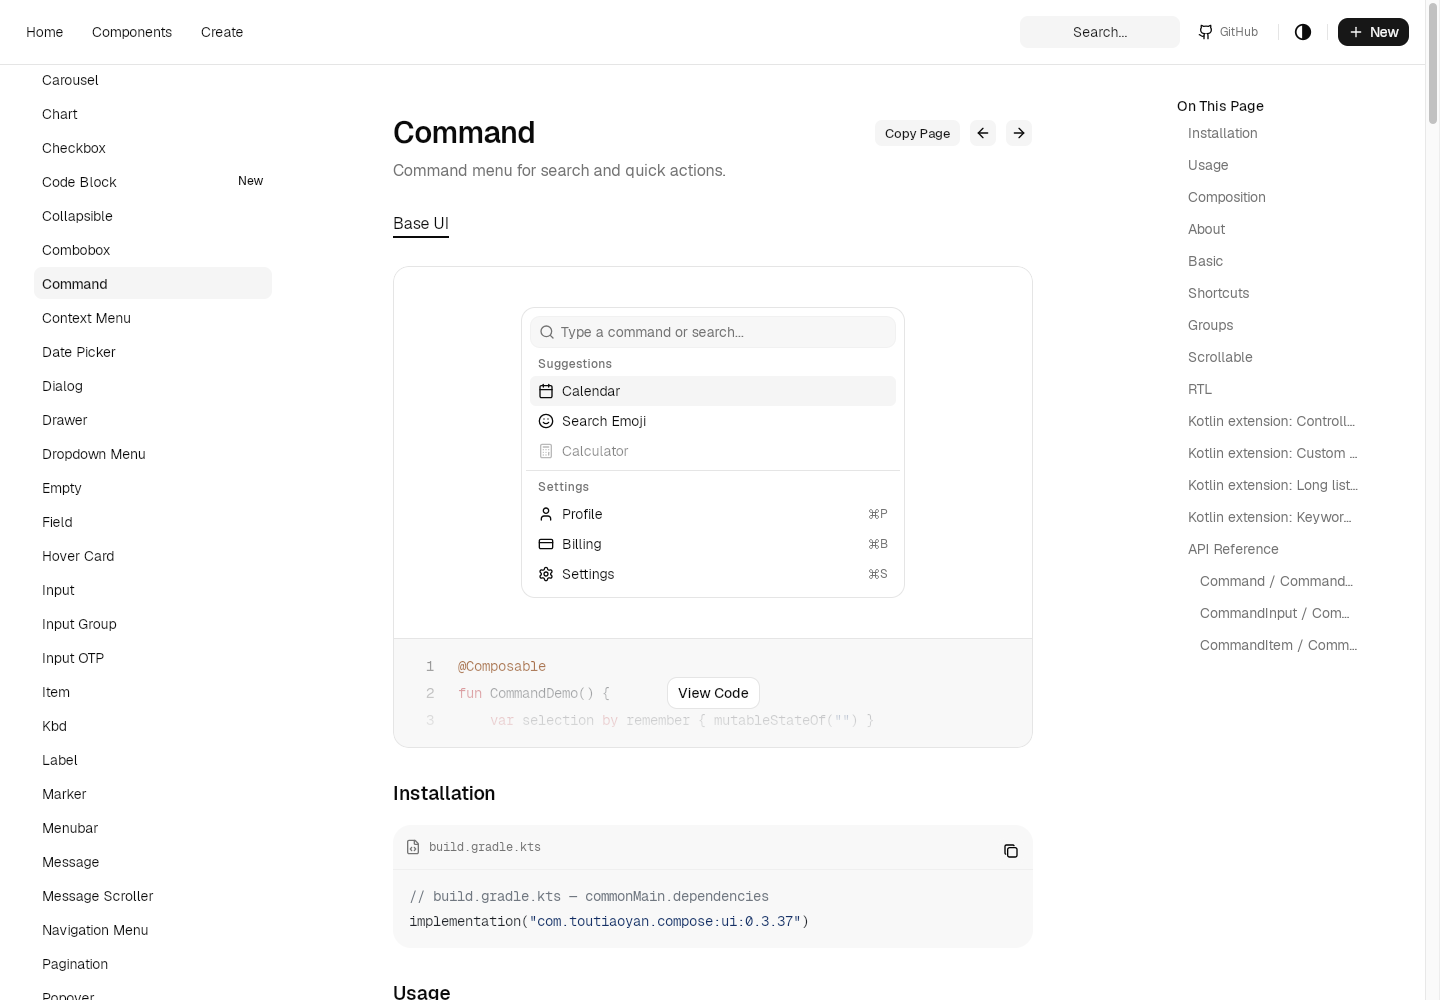 Home
Components
Create
Search...
GitHub
New
Carousel
Chart
Checkbox
Code Block
New
Collapsible
Combobox
Command
Context Menu
Date Picker
Dialog
Drawer
Dropdown Menu
Empty
Field
Hover Card
Input
Input Group
Input OTP
Item
Kbd
Label
Marker
Menubar
Message
Message Scroller
Navigation Menu
Pagination
Popover
Command
Copy Page
Command menu for search and quick actions.
Base UI
Type a command or search...
Suggestions
Calendar
Search Emoji
Calculator
Settings
Profile ⌘P
Billing ⌘B
Settings ⌘S
1 @Composable
2 fun CommandDemo() {
View Code
3 var selection by remember { mutableStateOf("") }
Installation
build.gradle.kts
// build.gradle.kts — commonMain.dependencies
implementation("com.toutiaoyan.compose:ui:0.3.37")
Usage
On This Page
Installation
Usage
Composition
About
Basic
Shortcuts
Groups
Scrollable
RTL
Kotlin extension: Controll...
Kotlin extension: Custom ...
Kotlin extension: Long list...
Kotlin extension: Keywor...
API Reference
Command / Command...
CommandInput / Com...
CommandItem / Comm...